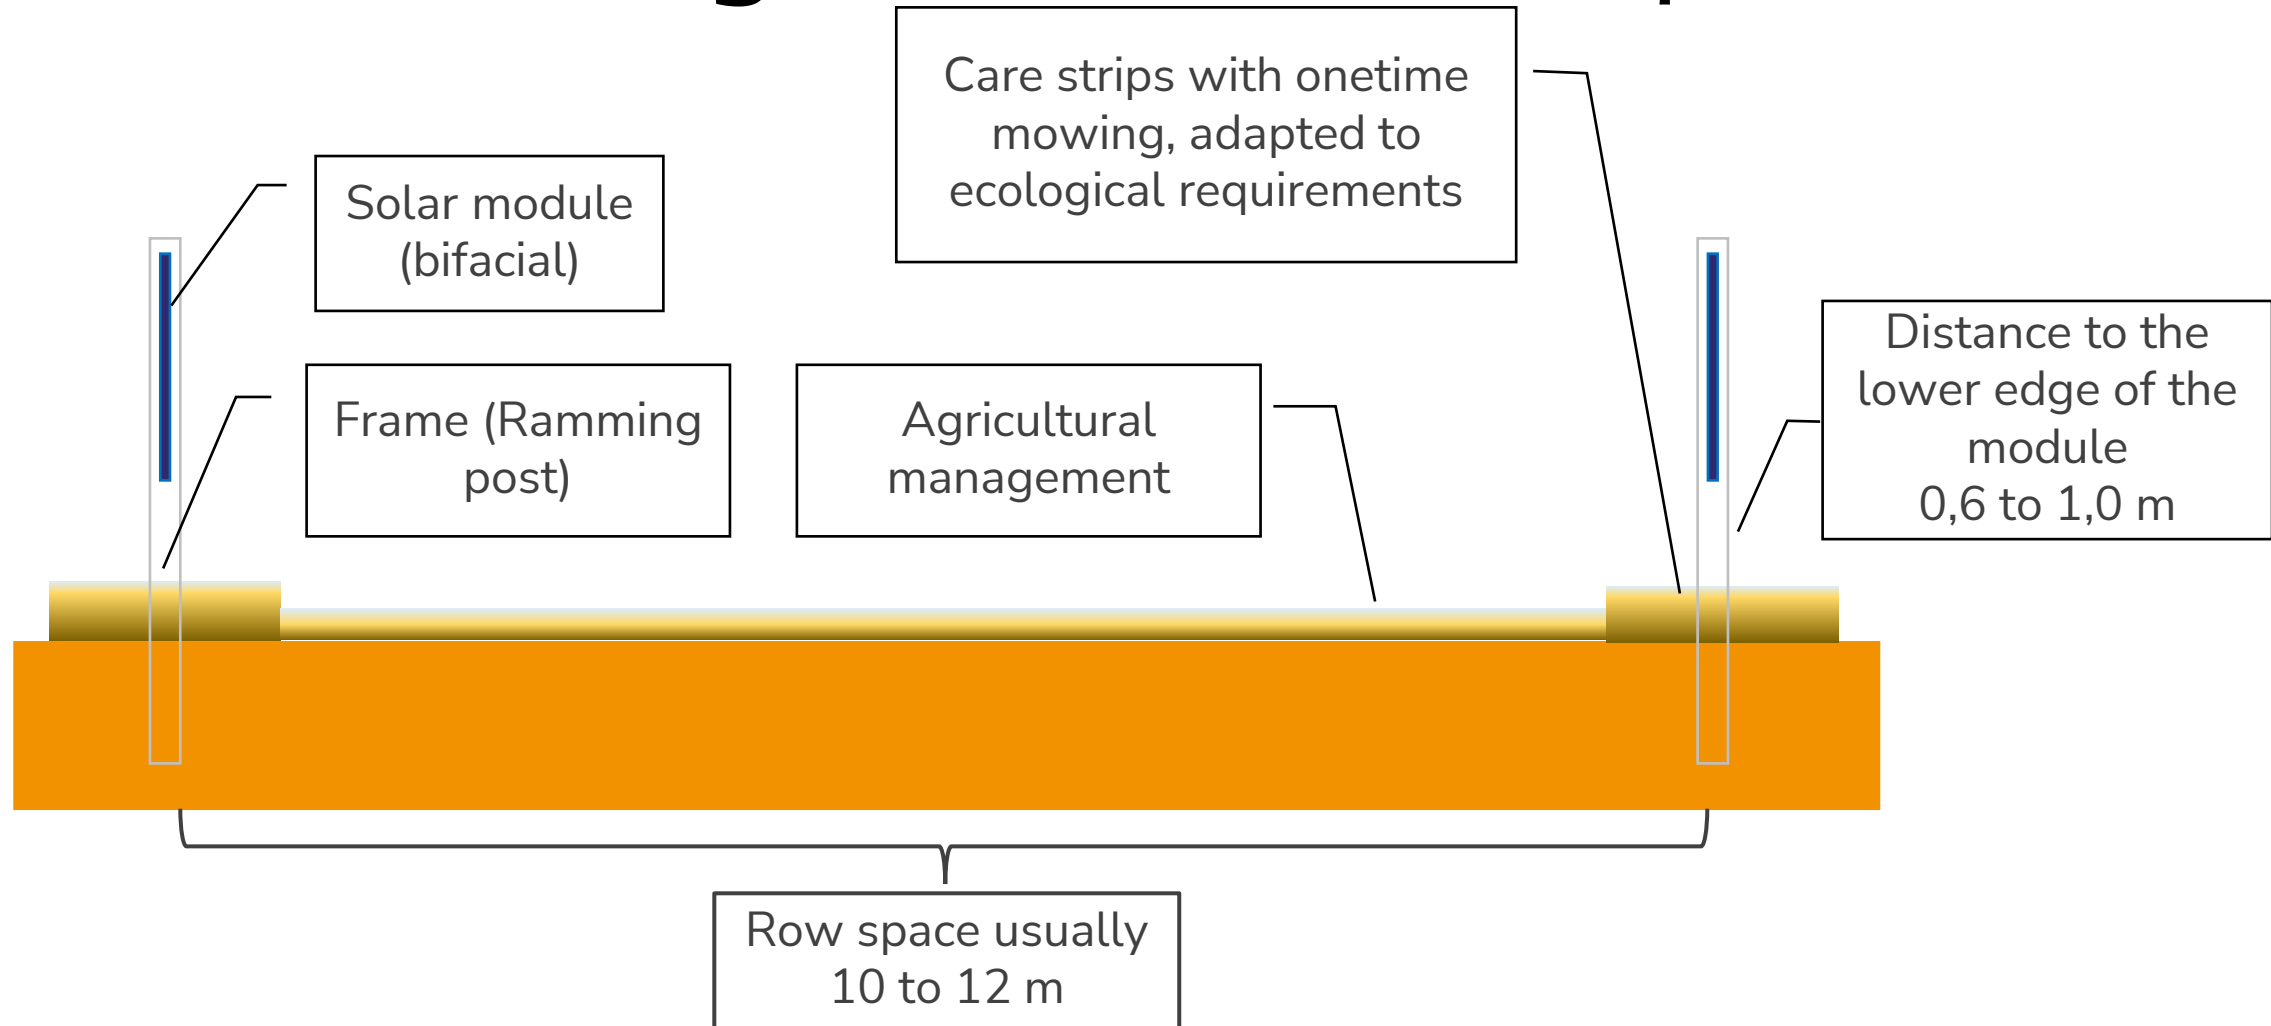 Care strips with onetime
mowing, adapted to
ecological requirements
Solar module
(bifacial)
Distance to the
lower edge of the
module
0,6 to 1,0 m
Frame (Ramming
post)
Agricultural
management
Row space usually
10 to 12 m